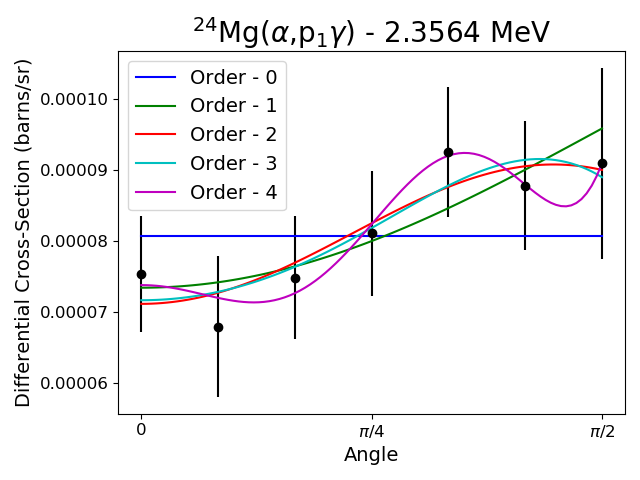 ²⁴Mg(α,p₁γ) - 2.3564 MeV
Differential Cross-Section (barns/sr)
0.00010
0.00009
0.00008
0.00007
0.00006
Order - 0
Order - 1
Order - 2
Order - 3
Order - 4
0
π/4
π/2
Angle